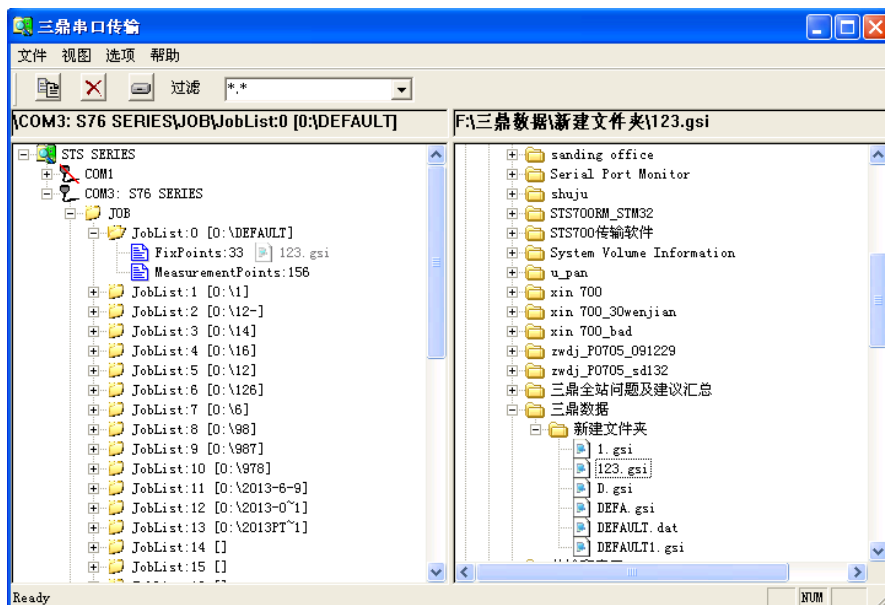 三鼎串口传输
文件 视图 选项 帮助
过滤 *.*
\COM3: S76 SERIES\JOB\JobList:0 [0:\DEFAULT]
STS SERIES
COM1
COM3: S76 SERIES
JOB
JobList:0 [0:\DEFAULT]
FixPoints:33 123.gsi
MeasurementPoints:156
JobList:1 [0:\1]
JobList:2 [0:\12-]
JobList:3 [0:\14]
JobList:4 [0:\16]
JobList:5 [0:\12]
JobList:6 [0:\126]
JobList:7 [0:\6]
JobList:8 [0:\98]
JobList:9 [0:\987]
JobList:10 [0:\978]
JobList:11 [0:\2013-6-9]
JobList:12 [0:\2013-0~1]
JobList:13 [0:\2013PT~1]
JobList:14 []
JobList:15 []
F:\三鼎数据\新建文件夹\123.gsi
sanding office
Serial Port Monitor
shuju
STS700RM_STM32
STS700传输软件
System Volume Information
u_pan
xin 700
xin 700_30wenjian
xin 700_bad
zwdj_P0705_091229
zwdj_P0705_sd132
三鼎全站问题及建议汇总
三鼎数据
新建文件夹
1.gsi
123.gsi
D.gsi
DEFA.gsi
DEFAULT.dat
DEFAULT1.gsi
Ready
NUM